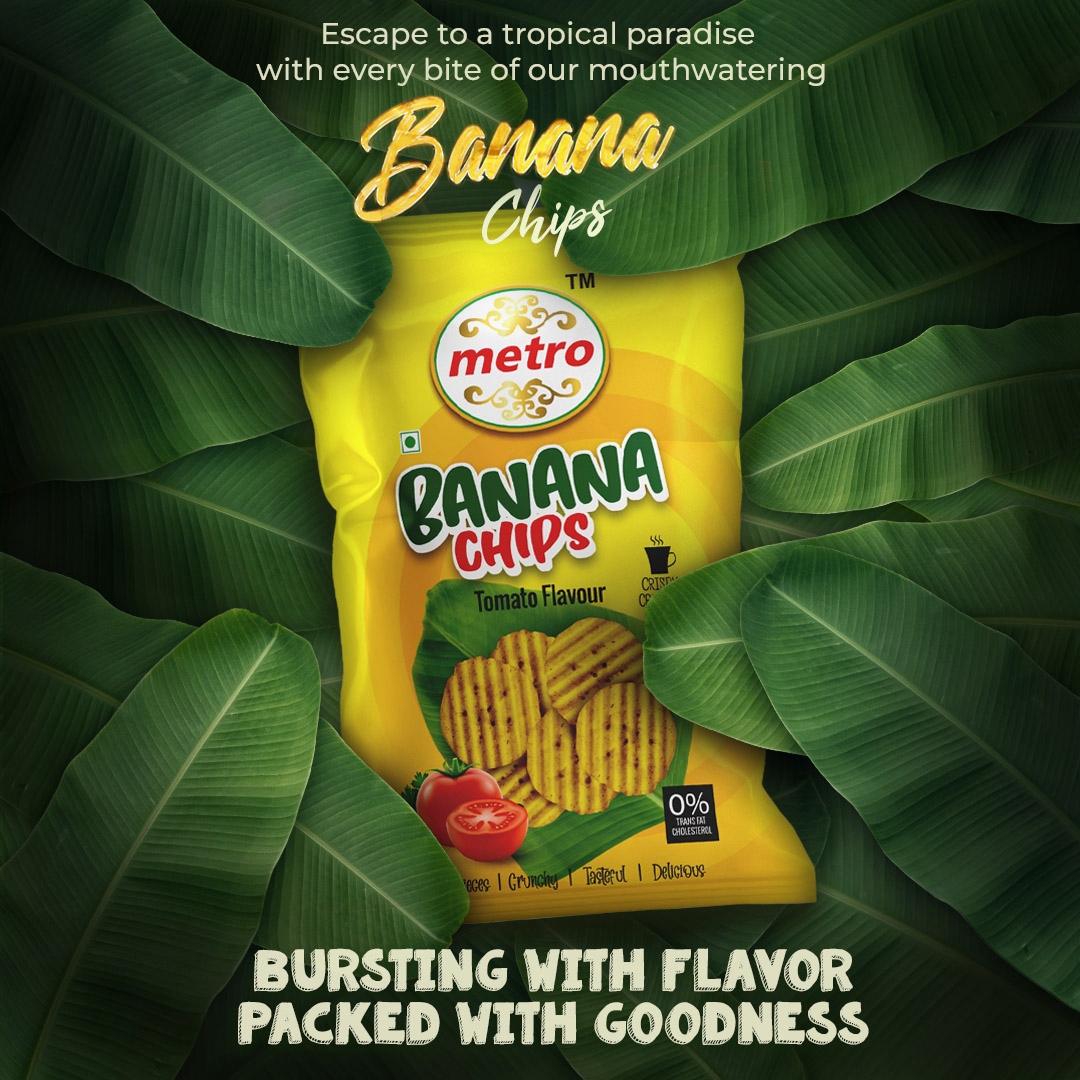 Escape to a tropical paradise
with every bite of our mouthwatering
Banana
Chips
TM
metro
BANANA
CHIPS
Tomato Flavour
0%
TRANS FAT
CHOLESTEROL
| Crunchy | Tasteful | Delicious
BURSTING WITH FLAVOR
PACKED WITH GOODNESS